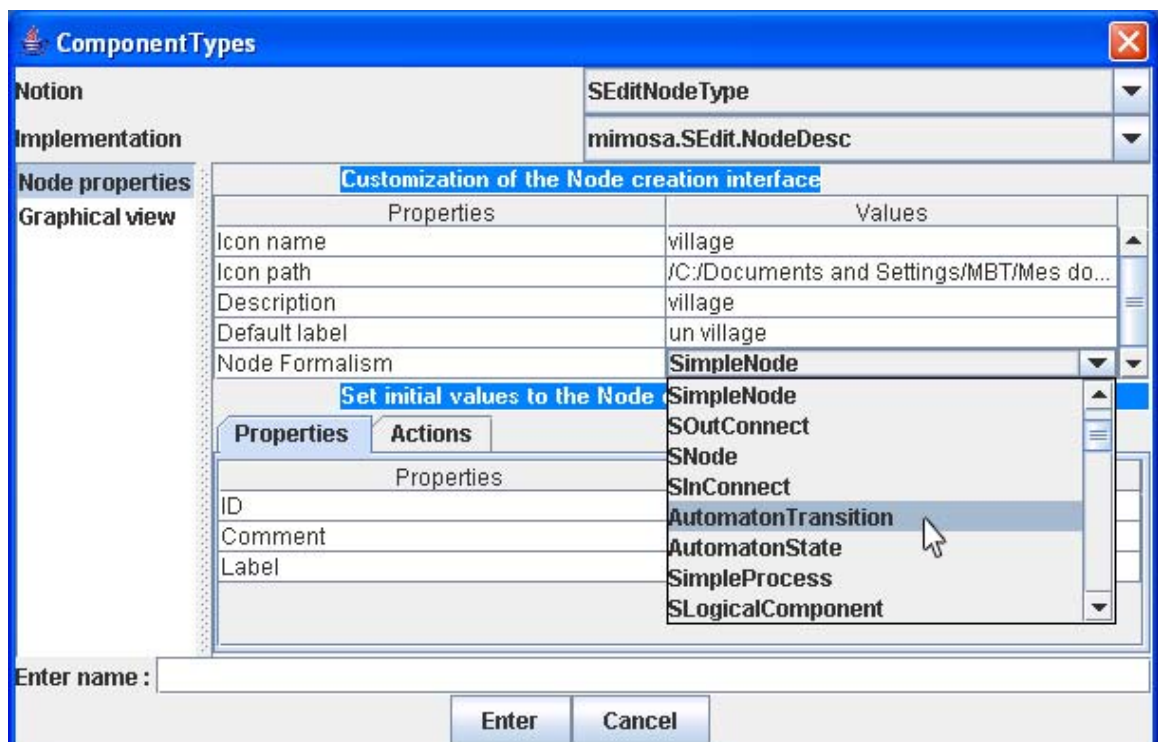 ComponentTypes
Notion SEditNodeType
Implementation mimosa.SEdit.NodeDesc
Node properties
Graphical view
Customization of the Node creation interface
Properties Values
Icon name village
Icon path /C:/Documents and Settings/MBT/Mes do...
Description village
Default label un village
Node Formalism SimpleNode
Set initial values to the Node
SimpleNode
SOutConnect
SNode
SInConnect
AutomatonTransition
AutomatonState
SimpleProcess
SLogicalComponent
Properties Actions
Properties
ID
Comment
Label
Enter name :
Enter Cancel